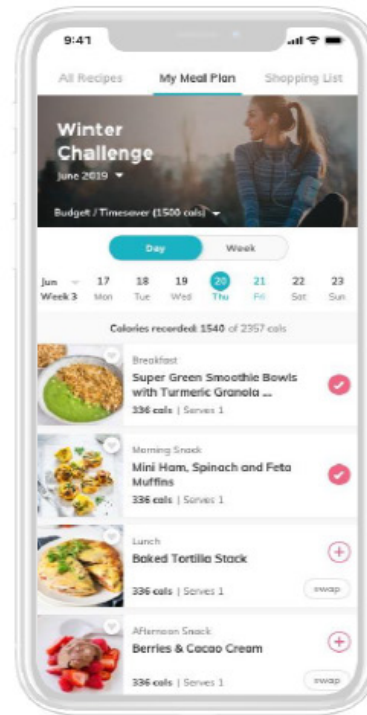 9:41
All Recipes My Meal Plan Shopping List
Winter
Challenge
June 2019
Budget / Timesaver (1500 cals)
Day Week
Jun 17 18 19 20 21 22 23
Week 3 Mon Tue Wed Thu Fri Sat Sun
Calories recorded: 1540 of 2357 cals
Breakfast
Super Green Smoothie Bowls
with Turmeric Granola ...
336 cals | Serves 1
Morning Snack
Mini Ham, Spinach and Feta
Muffins
336 cals | Serves 1
Lunch
Baked Tortilla Stack
336 cals | Serves 1 swap
Afternoon Snack
Berries & Cacao Cream
336 cals | Serves 1 swap